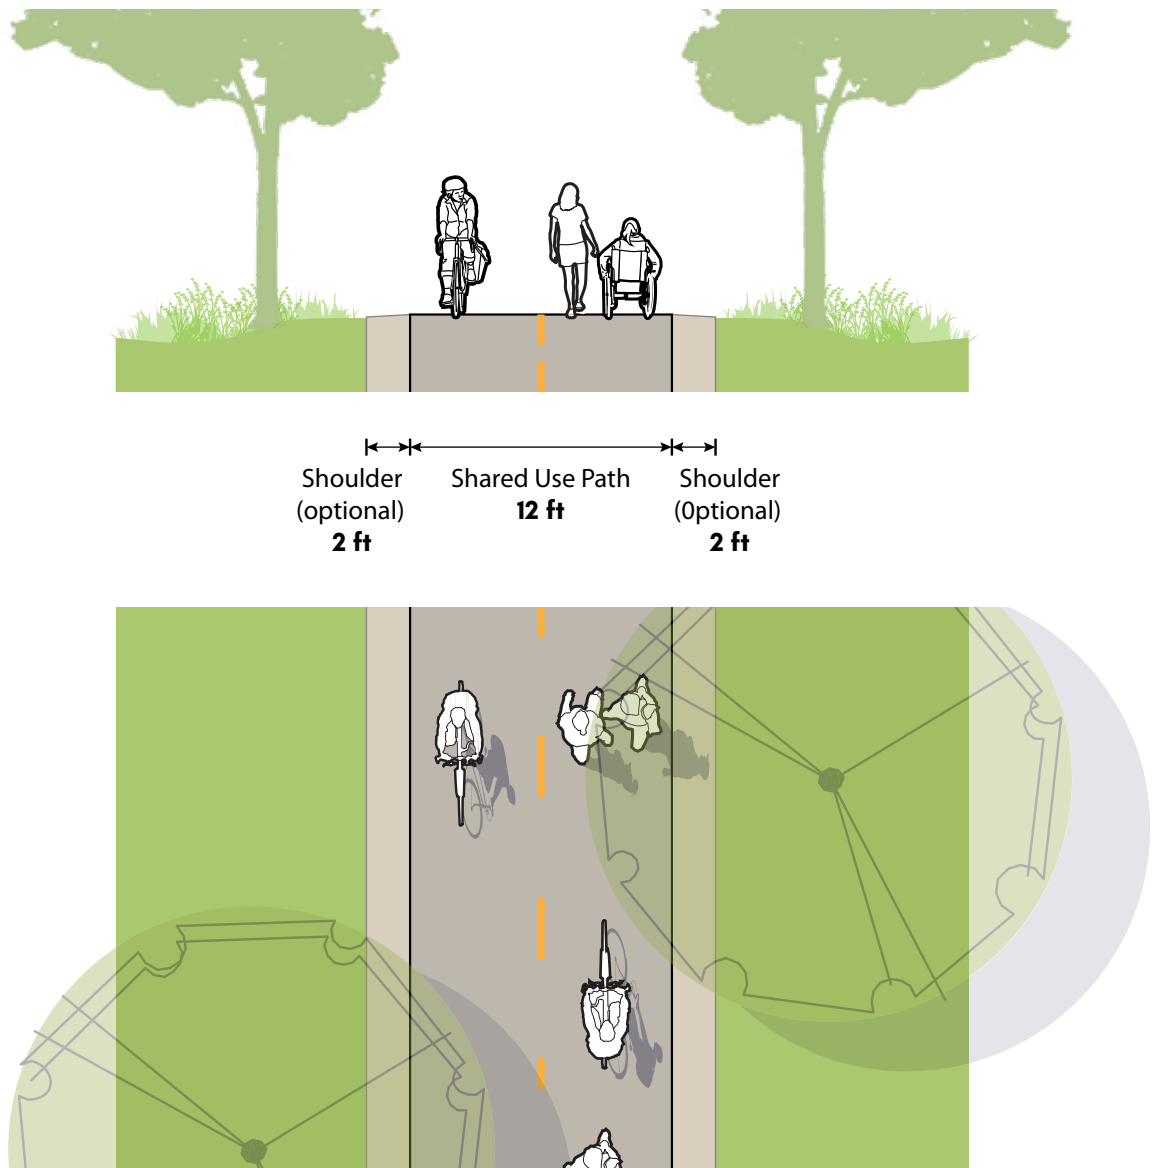 Shoulder
(optional)
2 ft
Shared Use Path
12 ft
Shoulder
(0ptional)
2 ft